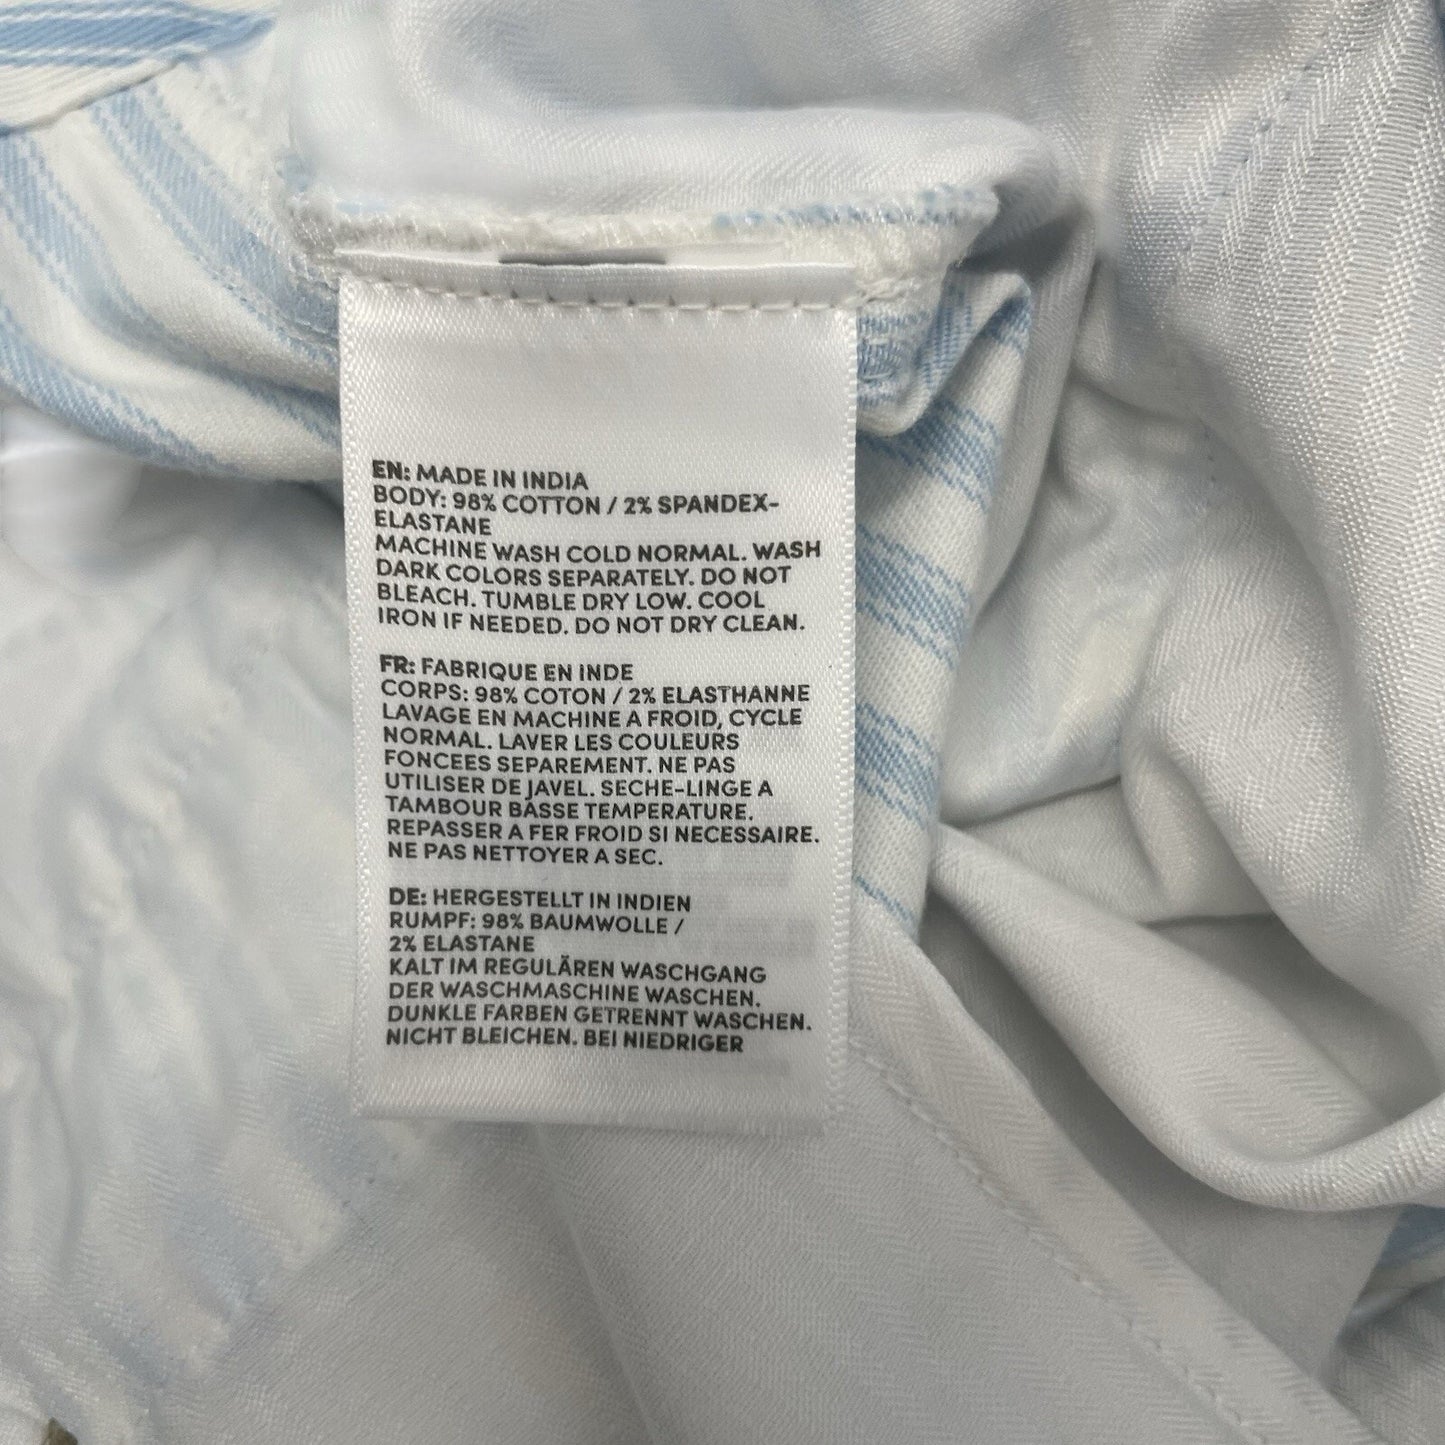 EN: MADE IN INDIA
BODY: 98% COTTON / 2% SPANDEX-
ELASTANE
MACHINE WASH COLD NORMAL. WASH
DARK COLORS SEPARATELY. DO NOT
BLEACH. TUMBLE DRY LOW. COOL
IRON IF NEEDED. DO NOT DRY CLEAN.
FR: FABRIQUE EN INDE
CORPS: 98% COTON / 2% ELASTHANNE
LAVAGE EN MACHINE A FROID, CYCLE
NORMAL. LAVER LES COULEURS
FONCEES SEPAREMENT. NE PAS
UTILISER DE JAVEL. SECHE-LINGE A
TAMBOUR BASSE TEMPERATURE.
REPASSER A FER FROID SI NECESSAIRE.
NE PAS NETTOYER A SEC.
DE: HERGESTELLT IN INDIEN
RUMPF: 98% BAUMWOLLE /
2% ELASTANE
KALT IM REGULÄREN WASCHGANG
DER WASCHMASCHINE WASCHEN.
DUNKLE FARBEN GETRENNT WASCHEN.
NICHT BLEICHEN. BEI NIEDRIGER